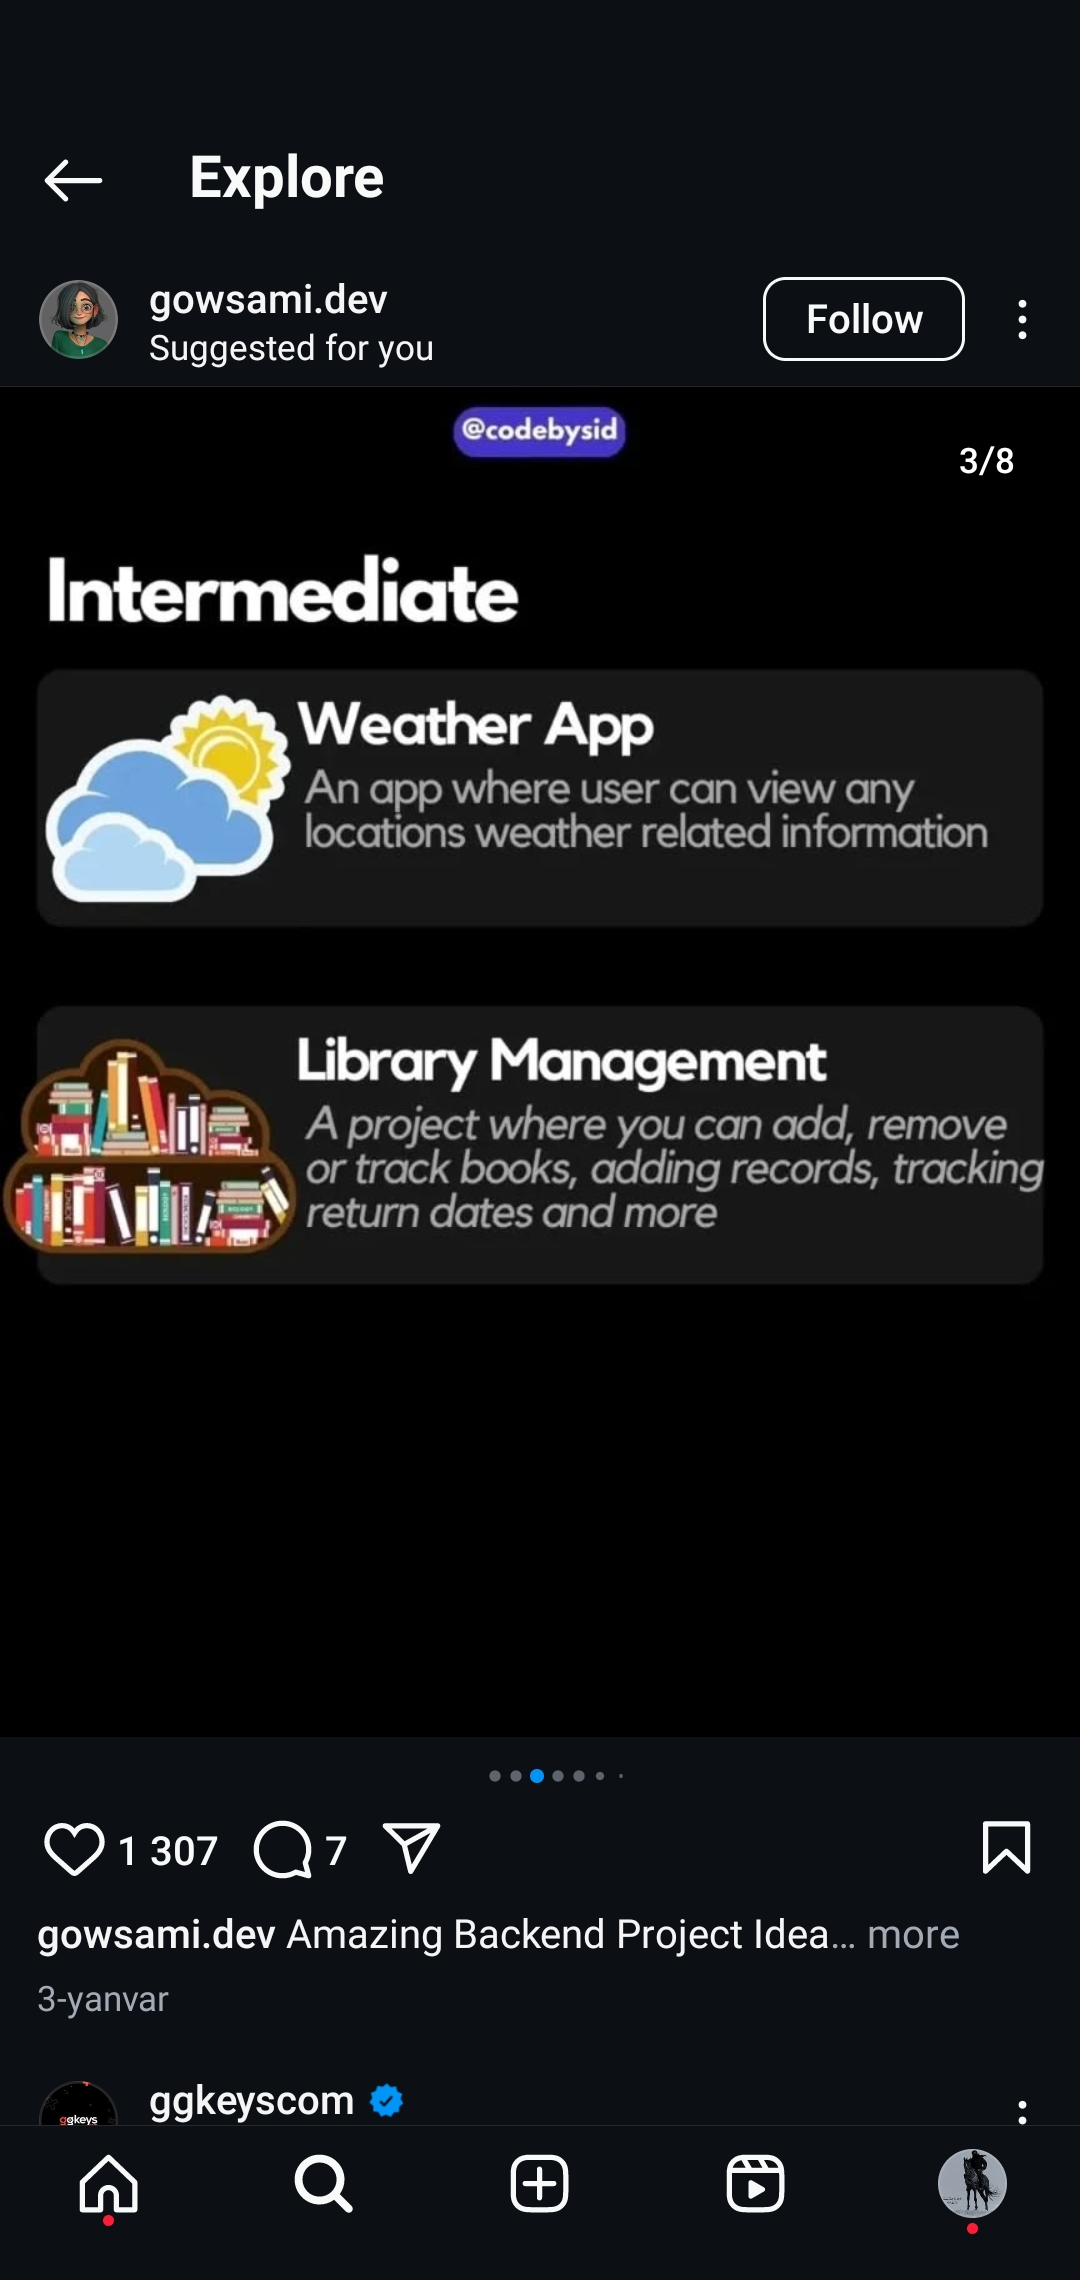 Explore
gowsami.dev
Suggested for you
Follow
@codebysid
3/8
Intermediate
Weather App
An app where user can view any
locations weather related information
Library Management
A project where you can add, remove
or track books, adding records, tracking
return dates and more
1 307
7
gowsami.dev Amazing Backend Project Idea... more
3-yanvar
ggkeys
ggkeyscom